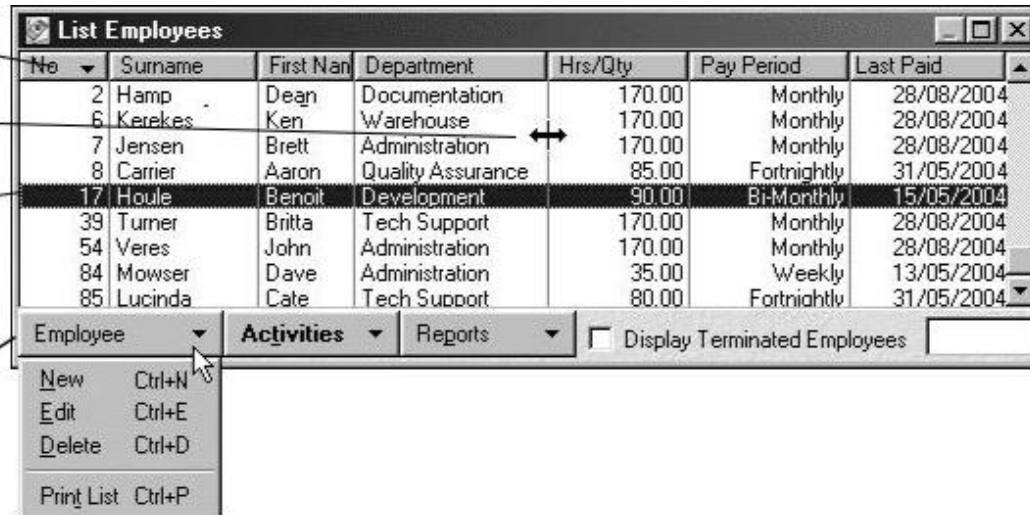 List Employees
No Surname First Nan Department Hrs/Qty Pay Period Last Paid
2 Hamp Dean Documentation 170.00 Monthly 28/08/2004
6 Kerekes Ken Warehouse 170.00 Monthly 28/08/2004
7 Jensen Brett Administration 170.00 Monthly 28/08/2004
8 Carrier Aaron Quality Assurance 85.00 Fortnightly 31/05/2004
17 Houle Benoit Development 90.00 Bi-Monthly 15/05/2004
39 Turner Britta Tech Support 170.00 Monthly 28/08/2004
54 Veres John Administration 170.00 Monthly 28/08/2004
84 Mowser Dave Administration 35.00 Weekly 13/05/2004
85 Lucinda Cate Tech Support 80.00 Fortnightly 31/05/2004
Employee Activities Reports Display Terminated Employees
New Ctrl+N
Edit Ctrl+E
Delete Ctrl+D
Print List Ctrl+P